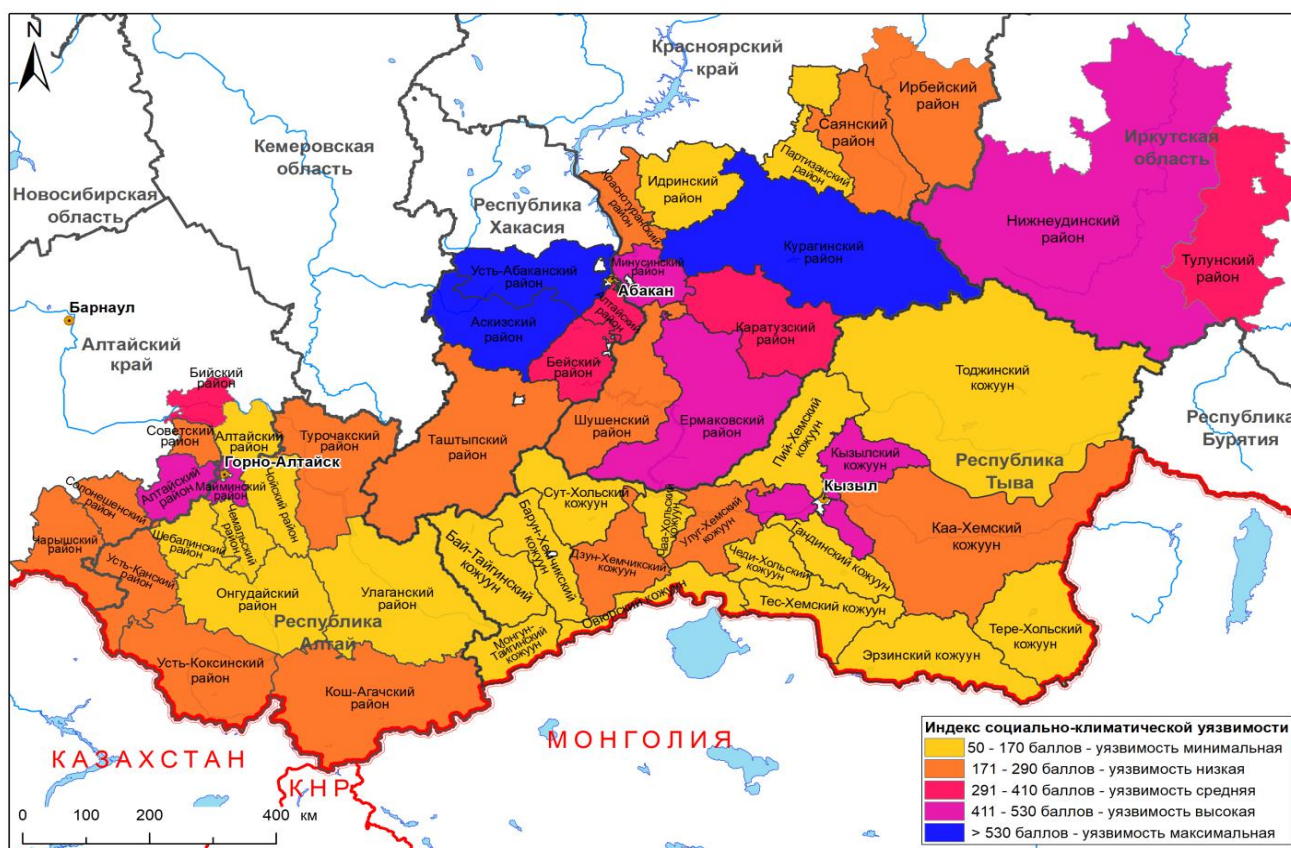 N
Красноярский
край
Кемеровская
область
Новосибирская
область
Республика
Хакасия
Иркутская
область
Ирбейский
район
Саянский
район
Партизанский
район
Идринский
район
Краснотуранский
район
Нижнеудинский
район
Тулунский
район
Курагинский
район
Минусинский
район
Усть-Абаканский
район
Абакан
Алтайский
район
Аскизский
район
Бейский
район
Каратузский
район
Барнаул
Алтайский
край
Бийский
район
Советский
район
Алтайский
район
Турочакский
район
Таштыпский
район
Шушенский
район
Ермаковский
район
Тоджинский
кожуун
Республика
Бурятия
Пий-Хемский
кожуун
Кызылский
кожуун
Республика
Тыва
Кызыл
Горно-Алтайск
Алтайский
район
Майминский
район
Чойский район
Солонешенский
район
Чарышский
район
Усть-Канский
район
Шебалинский
район
Чемальский
район
Сут-Хольский
кожуун
Барун-Хемчикский
кожуун
Бай-Тайгинский
кожуун
Дзун-Хемчикский
кожуун
Чаа-Хольский
кожуун
Улуг-Хемский
кожуун
Чеди-Хольский
кожуун
Тандинский кожуун
Каа-Хемский
кожуун
Онгудайский
район
Улаганский
район
Республика
Алтай
Овюрский кожуун
Тес-Хемский кожуун
Монгун-
Тайгинский
кожуун
Тере-Хольский
кожуун
Эрзинский кожуун
Усть-Коксинский
район
Кош-Агачский
район
КАЗАХСТАН
КНР
МОНГОЛИЯ
0 100 200 400 км
Индекс социально-климатической уязвимости
50 - 170 баллов - уязвимость минимальная
171 - 290 баллов - уязвимость низкая
291 - 410 баллов - уязвимость средняя
411 - 530 баллов - уязвимость высокая
> 530 баллов - уязвимость максимальная